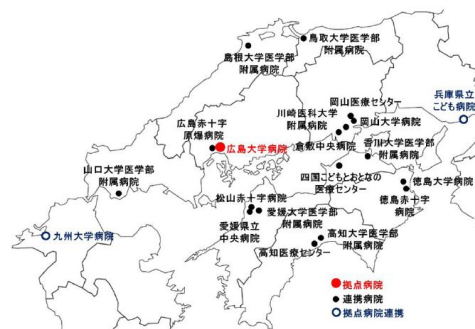 鳥取大学医学部
附属病院
島根大学医学部
附属病院
兵庫県立
こども病院
岡山医療センター
川崎医科大学
附属病院
岡山大学病院
広島赤十字
原爆病院
広島大学病院
倉敷中央病院
香川大学医学部
附属病院
山口大学医学部
附属病院
四国こどもとおとなの
医療センター
徳島大学病院
徳島赤十字
病院
松山赤十字病院
愛媛大学医学部
附属病院
愛媛県立
中央病院
高知大学医学部
附属病院
高知医療センター
九州大学病院
拠点病院
連携病院
拠点病院連携